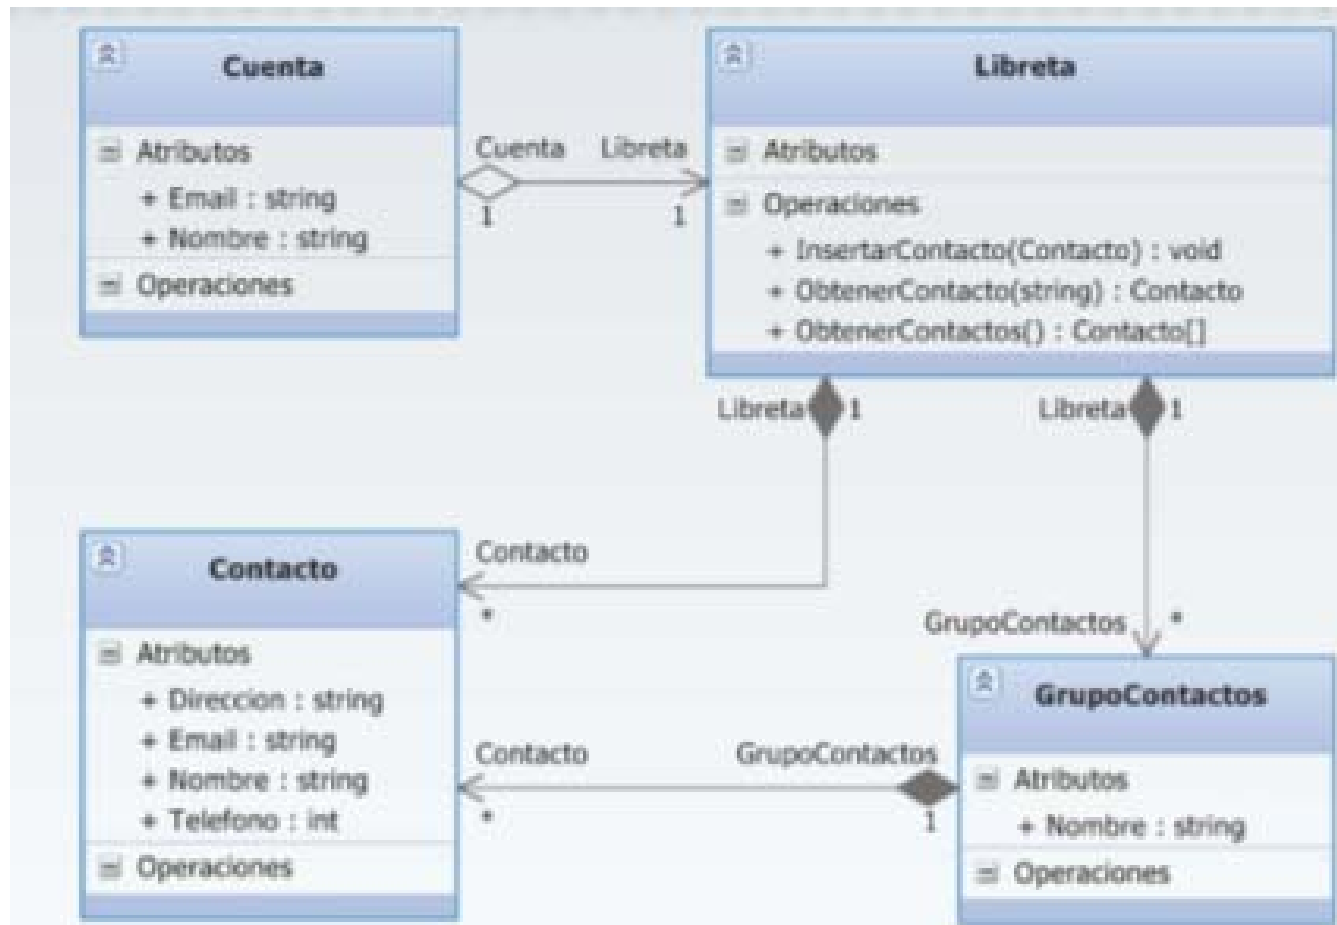 Cuenta
Atributos
+ Email : string
+ Nombre : string
Operaciones
Cuenta
Libreta
1
1
Libreta
Atributos
Operaciones
+ InsertarContacto(Contacto) : void
+ ObtenerContacto(string) : Contacto
+ ObtenerContactos() : Contacto[]
Libreta
1
Libreta
1
Contacto
*
GrupoContactos
*
Contacto
Atributos
+ Direccion : string
+ Email : string
+ Nombre : string
+ Telefono : int
Operaciones
Contacto
*
GrupoContactos
1
GrupoContactos
Atributos
+ Nombre : string
Operaciones